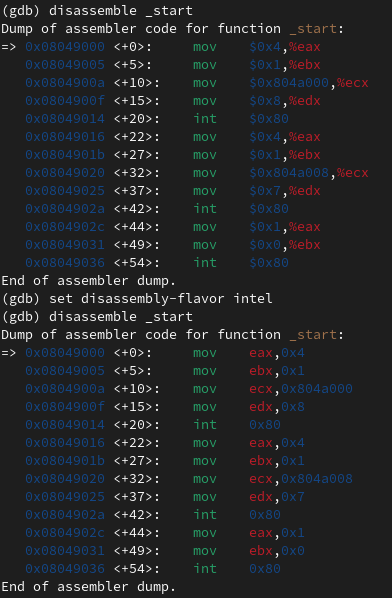 (gdb) disassemble _start
Dump of assembler code for function _start:
=> 0x08049000 <+0>:     mov    $0x4,%eax
   0x08049005 <+5>:     mov    $0x1,%ebx
   0x0804900a <+10>:    mov    $0x804a000,%ecx
   0x0804900f <+15>:    mov    $0x8,%edx
   0x08049014 <+20>:    int    $0x80
   0x08049016 <+22>:    mov    $0x4,%eax
   0x0804901b <+27>:    mov    $0x1,%ebx
   0x08049020 <+32>:    mov    $0x804a008,%ecx
   0x08049025 <+37>:    mov    $0x7,%edx
   0x0804902a <+42>:    int    $0x80
   0x0804902c <+44>:    mov    $0x1,%eax
   0x08049031 <+49>:    mov    $0x0,%ebx
   0x08049036 <+54>:    int    $0x80
End of assembler dump.
(gdb) set disassembly-flavor intel
(gdb) disassemble _start
Dump of assembler code for function _start:
=> 0x08049000 <+0>:     mov    eax,0x4
   0x08049005 <+5>:     mov    ebx,0x1
   0x0804900a <+10>:    mov    ecx,0x804a000
   0x0804900f <+15>:    mov    edx,0x8
   0x08049014 <+20>:    int    0x80
   0x08049016 <+22>:    mov    eax,0x4
   0x0804901b <+27>:    mov    ebx,0x1
   0x08049020 <+32>:    mov    ecx,0x804a008
   0x08049025 <+37>:    mov    edx,0x7
   0x0804902a <+42>:    int    0x80
   0x0804902c <+44>:    mov    eax,0x1
   0x08049031 <+49>:    mov    ebx,0x0
   0x08049036 <+54>:    int    0x80
End of assembler dump.